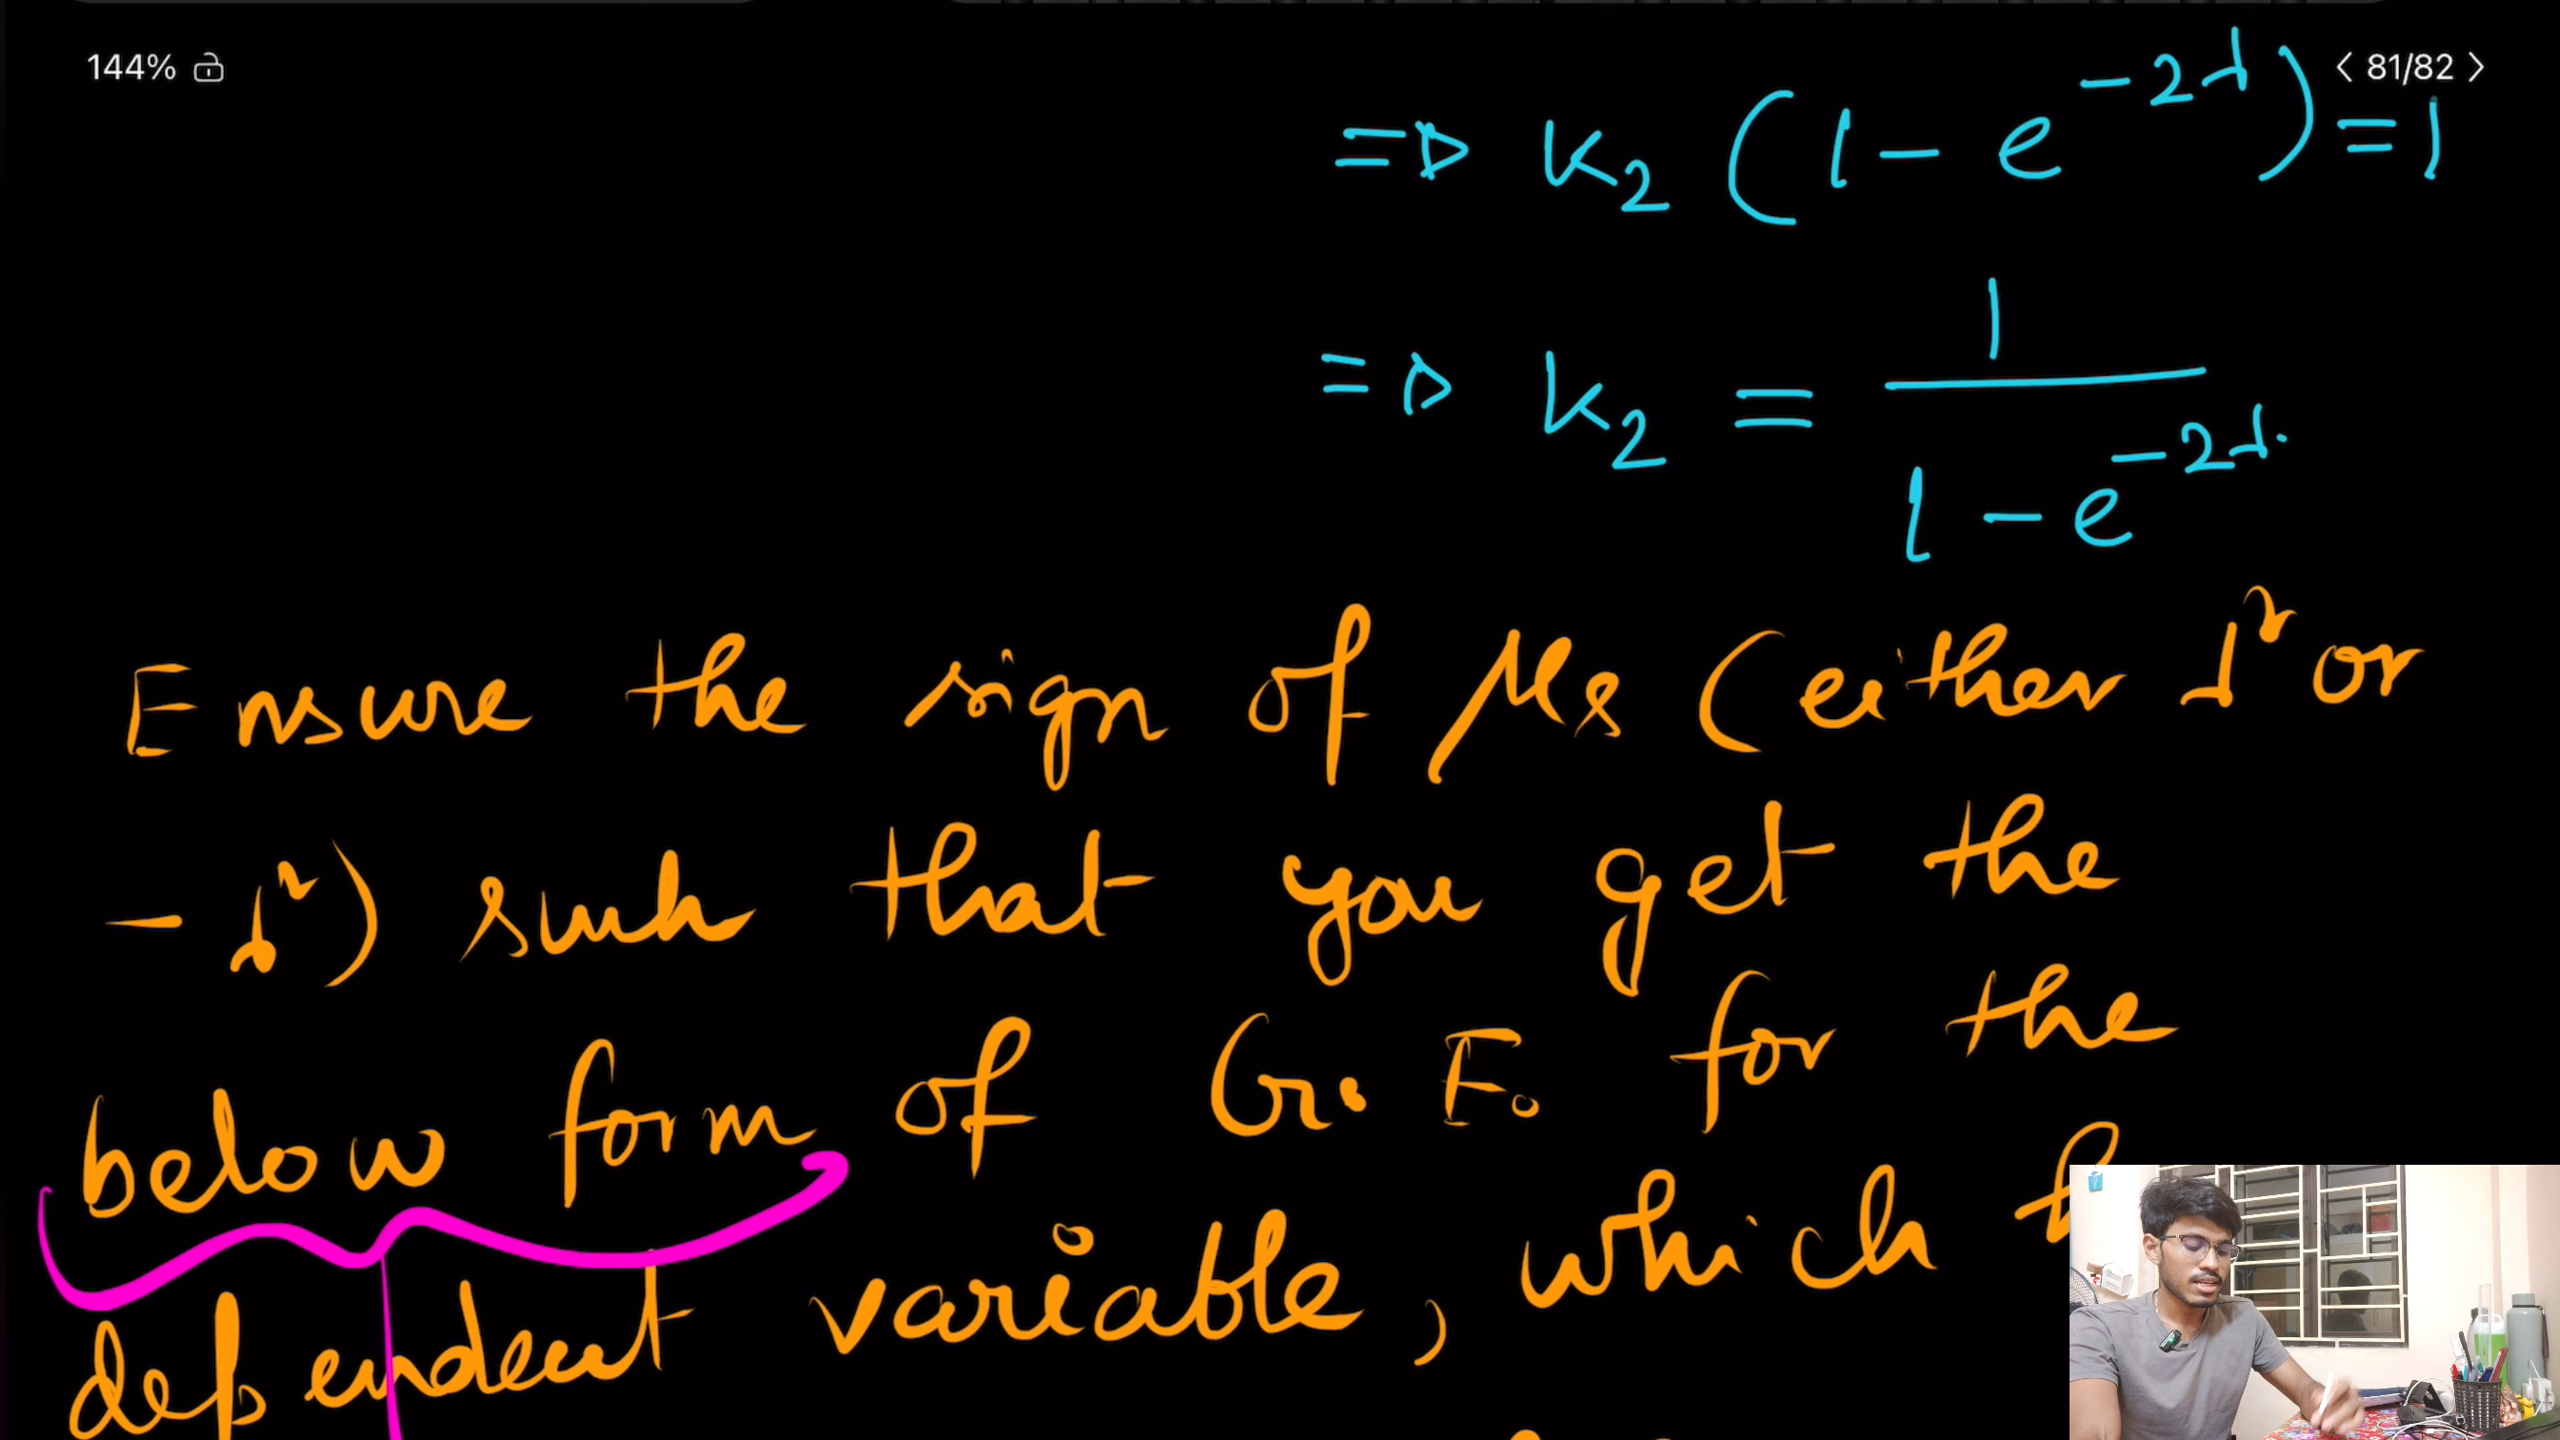 144%
< 81/82 >
=> K₂ (1 - e^{-2λ}) = 1
=> K₂ = 1 / (1 - e^{-2λ})
Ensure the sign of μs (either λ² or
-λ²) such that you get the
below form of G.E. for the
dependent variable, which